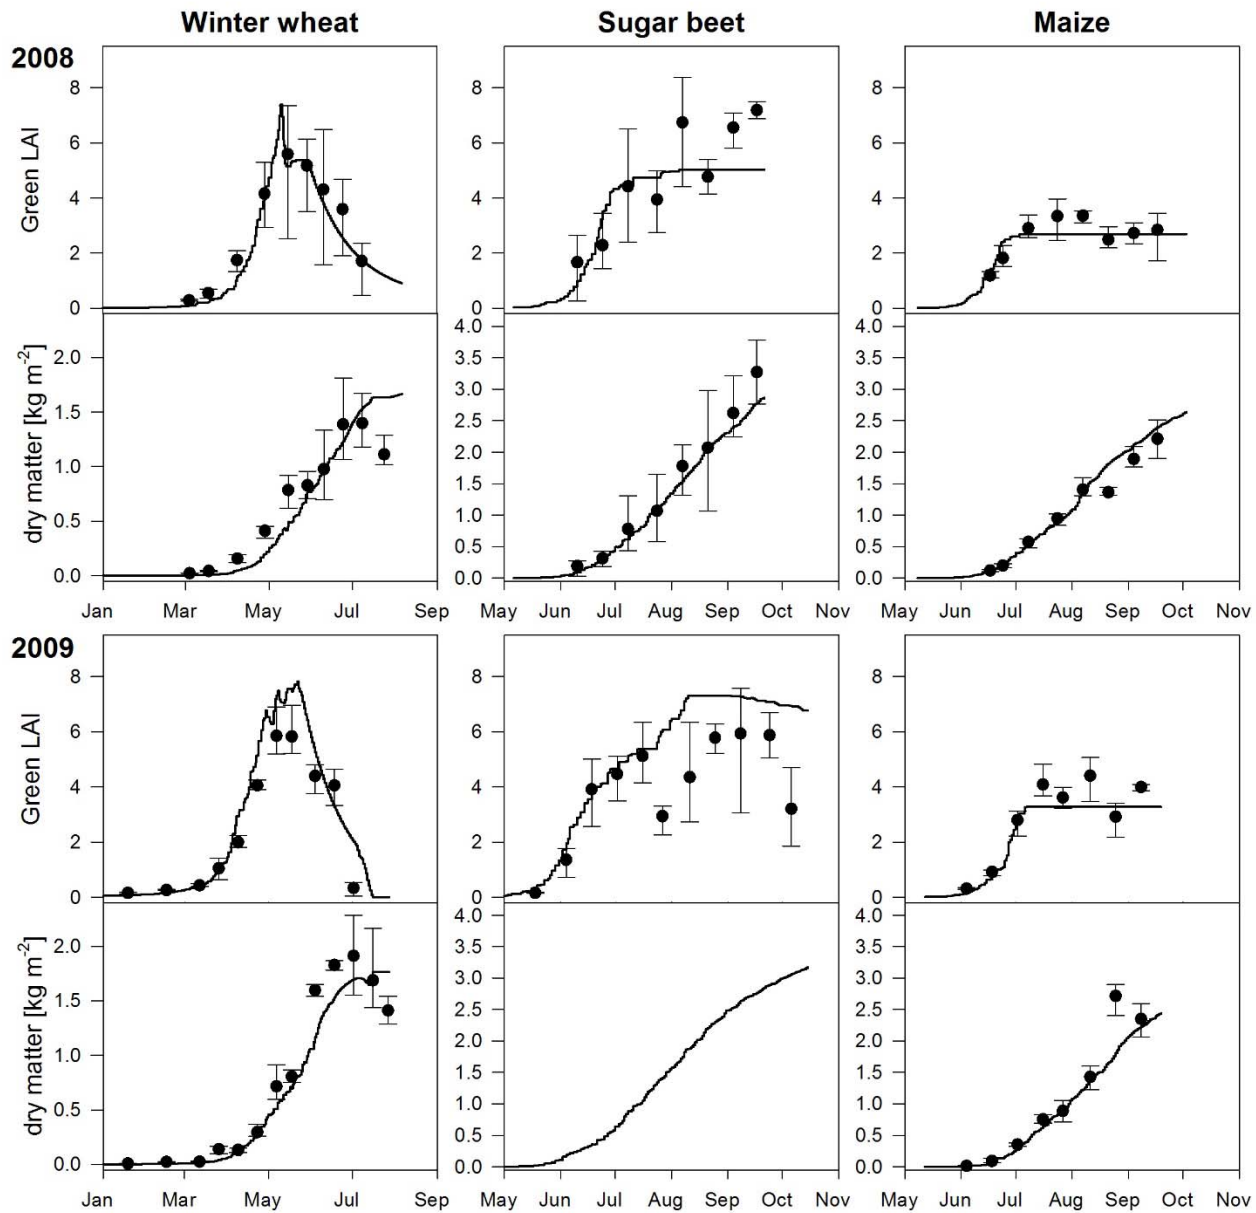 Winter wheat Sugar beet Maize
2008
Green LAI
8 8 8
6 6 6
4 4 4
2 2 2
0 0 0
dry matter [kg m-2]
4.0 4.0
2.0 3.5 3.5
3.0 3.0
1.5 2.5 2.5
1.0 2.0 2.0
1.5 1.5
0.5 1.0 1.0
0.5 0.5
0.0 0.0 0.0
Jan Mar May Jul Sep May Jun Jul Aug Sep Oct Nov May Jun Jul Aug Sep Oct Nov
2009
Green LAI
8 8 8
6 6 6
4 4 4
2 2 2
0 0 0
dry matter [kg m-2]
4.0 4.0
2.0 3.5 3.5
3.0 3.0
1.5 2.5 2.5
1.0 2.0 2.0
1.5 1.5
0.5 1.0 1.0
0.5 0.5
0.0 0.0 0.0
Jan Mar May Jul Sep May Jun Jul Aug Sep Oct Nov May Jun Jul Aug Sep Oct Nov